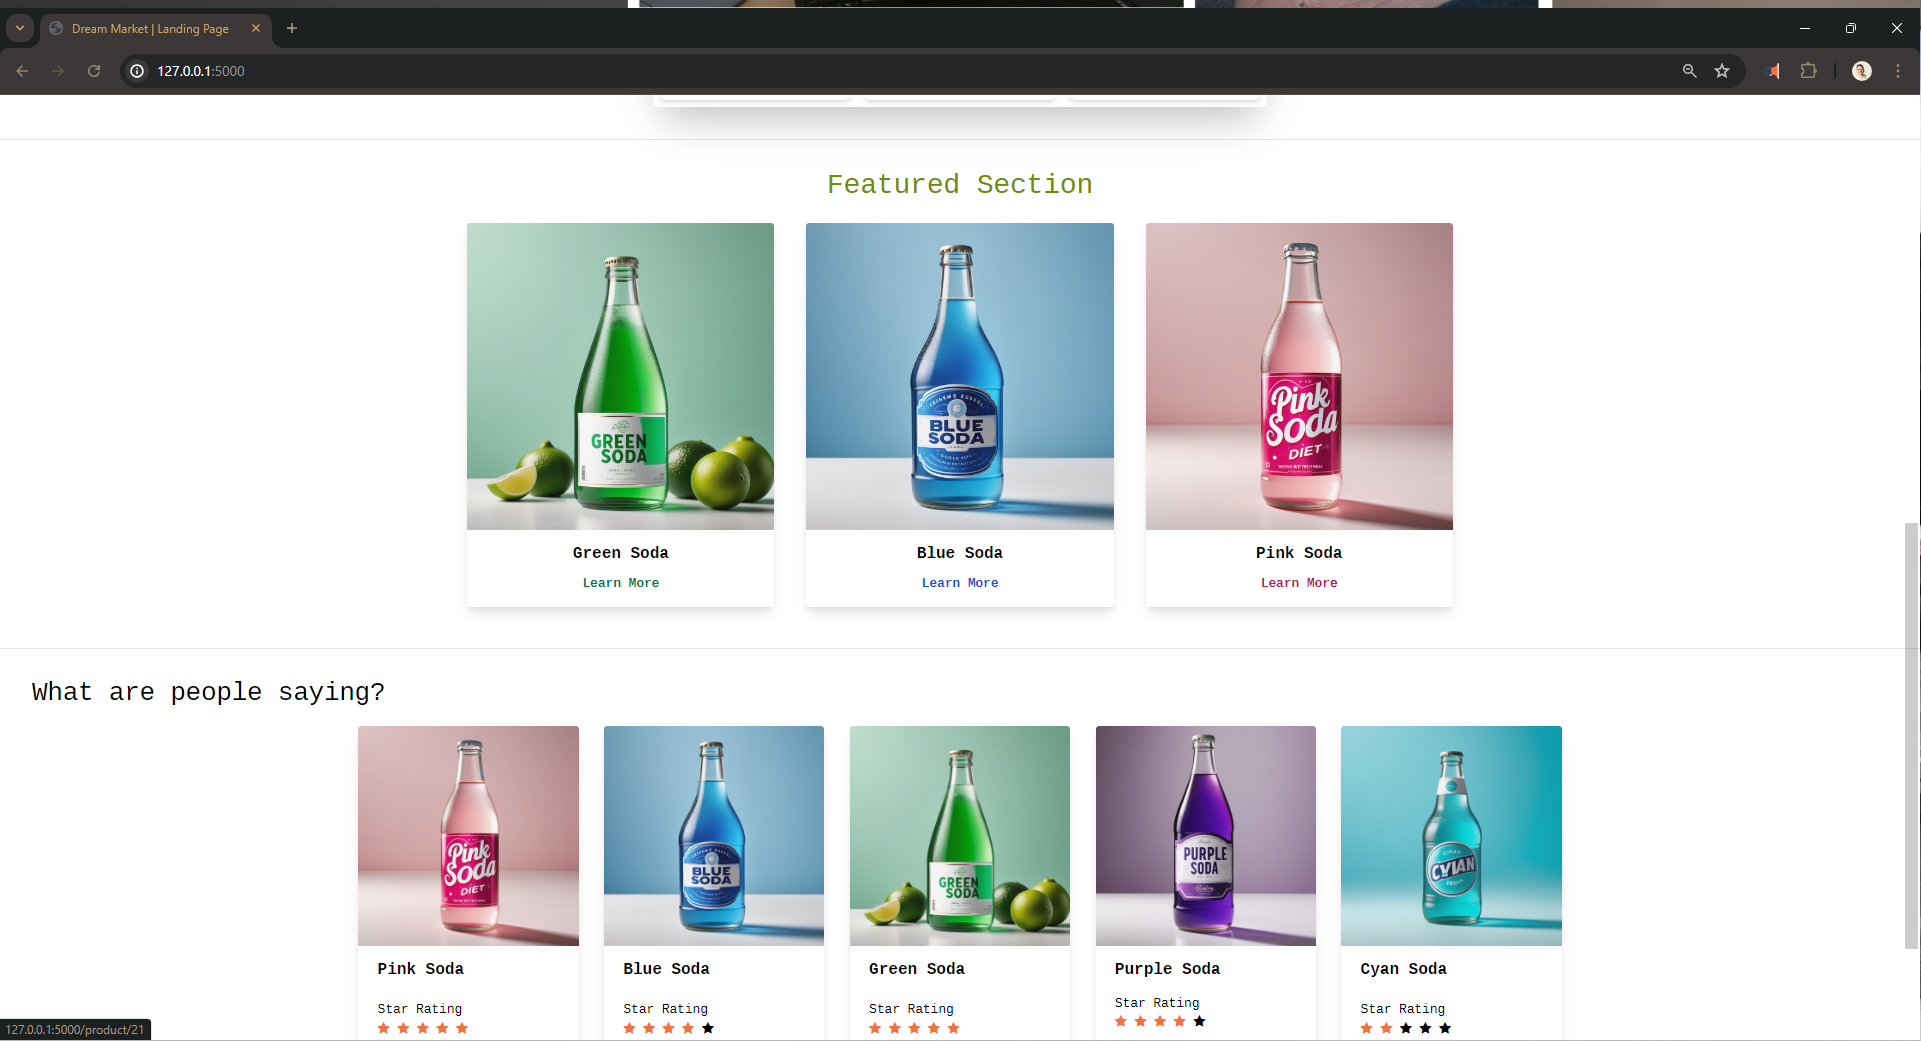 Dream Market | Landing Page
127.0.0.1:5000
Featured Section
GREEN
SODA
BLUE
SODA
Pink
Soda
DIET
Green Soda
Blue Soda
Pink Soda
Learn More
Learn More
Learn More
What are people saying?
Pink
Soda
DIET
BLUE
SODA
GREEN
SODA
PURPLE
SODA
CYIAN
Pink Soda
Blue Soda
Green Soda
Purple Soda
Cyan Soda
Star Rating
Star Rating
Star Rating
Star Rating
Star Rating
127.0.0.1:5000/product/21